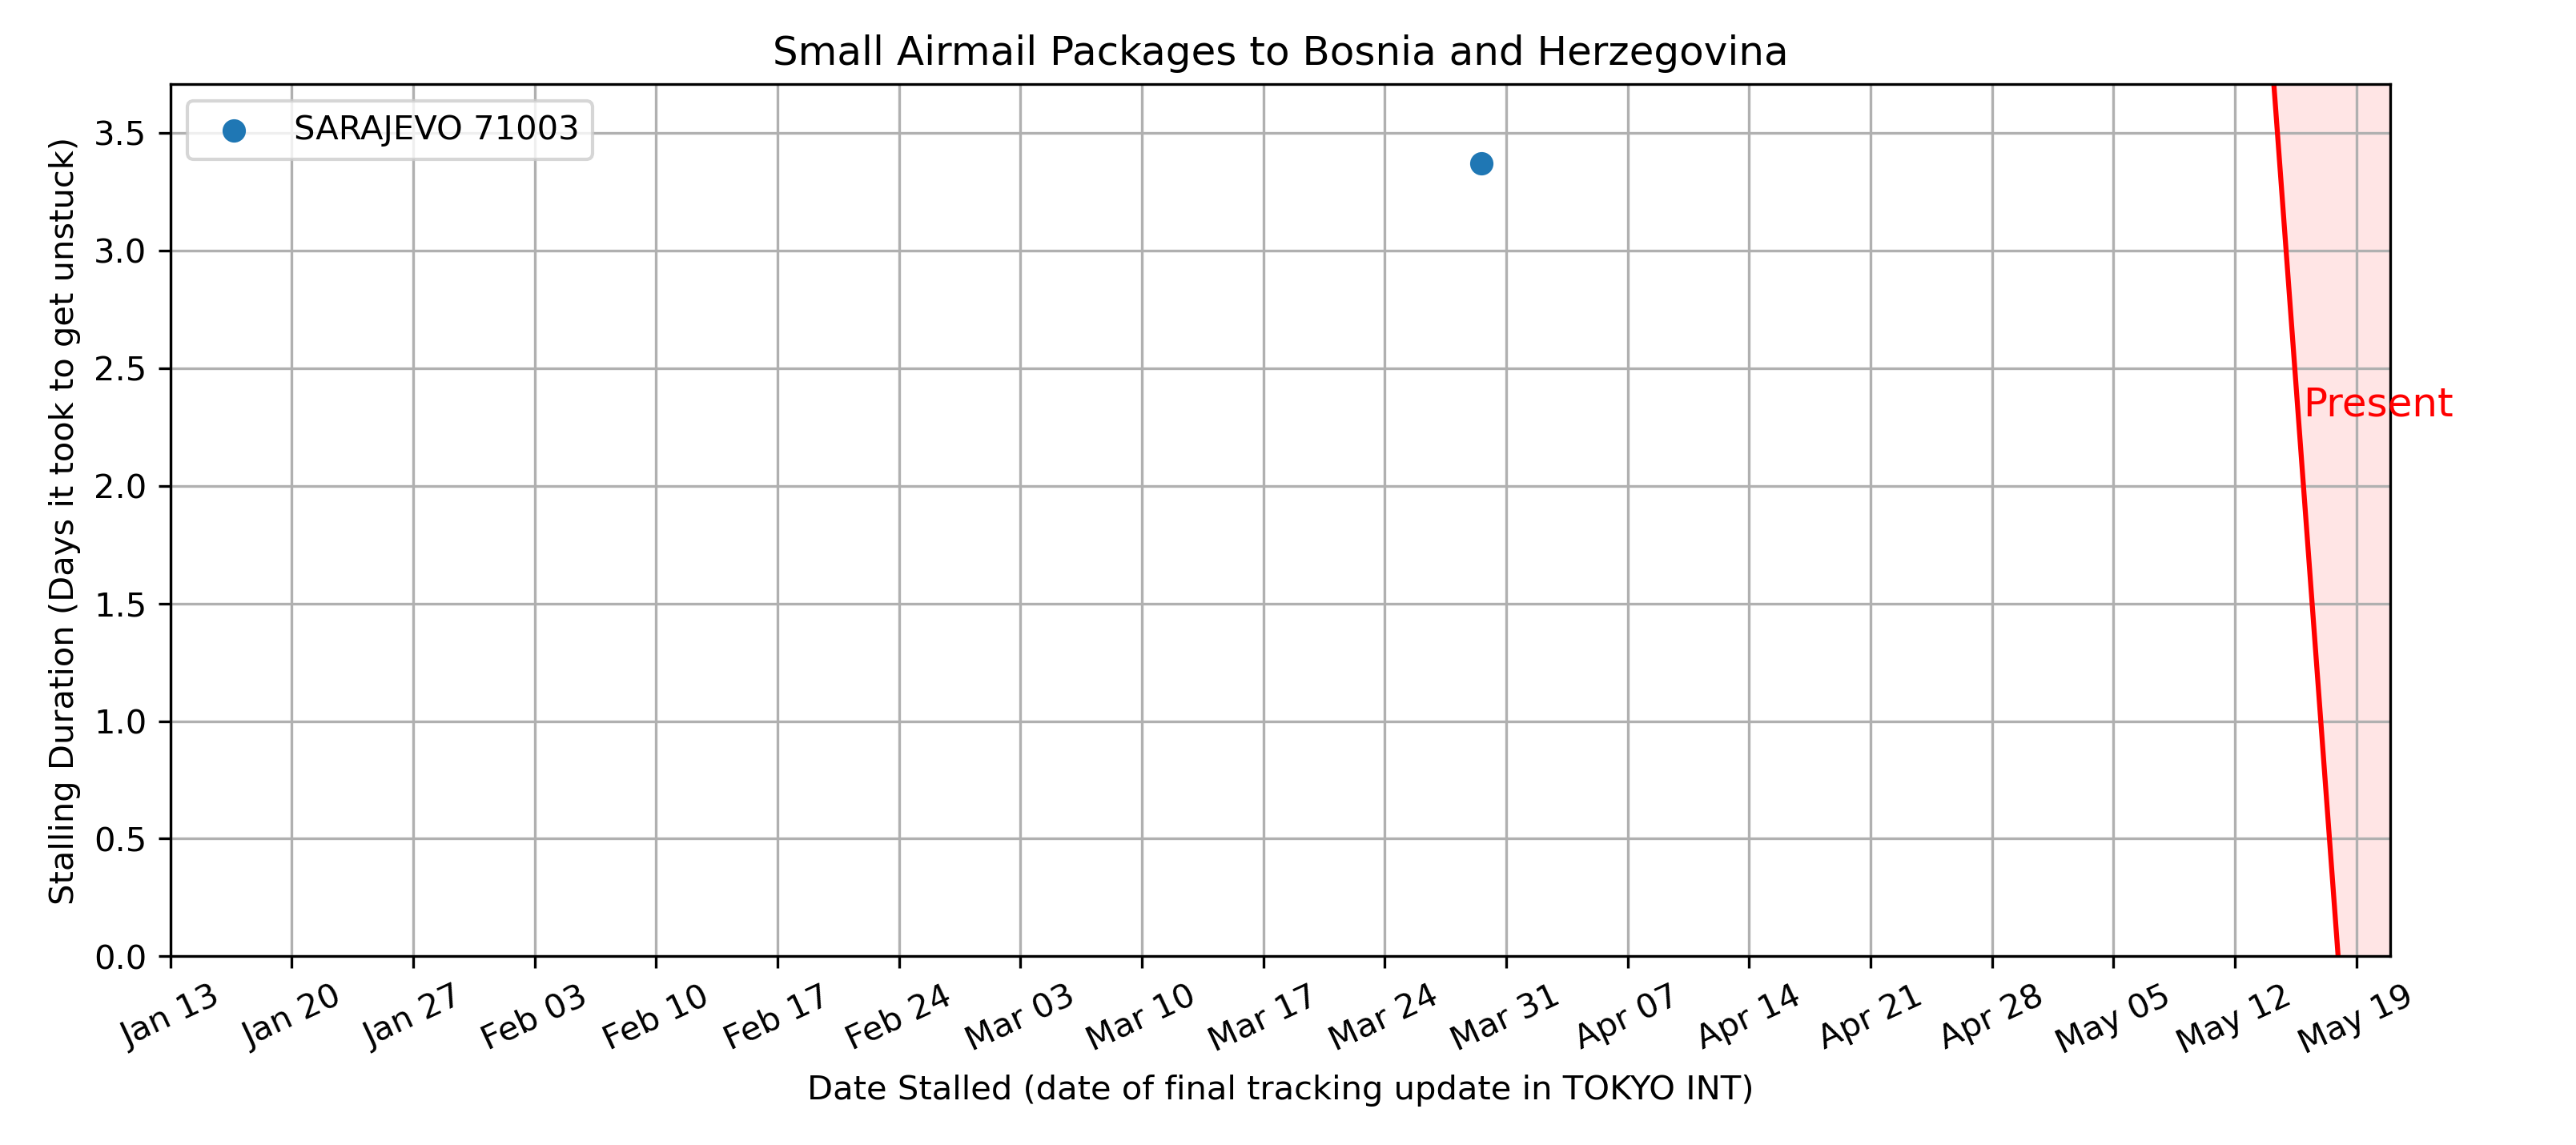 Small Airmail Packages to Bosnia and Herzegovina
SARAJEVO 71003
Stalling Duration (Days it took to get unstuck)
3.5
3.0
2.5
2.0
1.5
1.0
0.5
0.0
Present
Jan 13 Jan 20 Jan 27 Feb 03 Feb 10 Feb 17 Feb 24 Mar 03 Mar 10 Mar 17 Mar 24 Mar 31 Apr 07 Apr 14 Apr 21 Apr 28 May 05 May 12 May 19
Date Stalled (date of final tracking update in TOKYO INT)